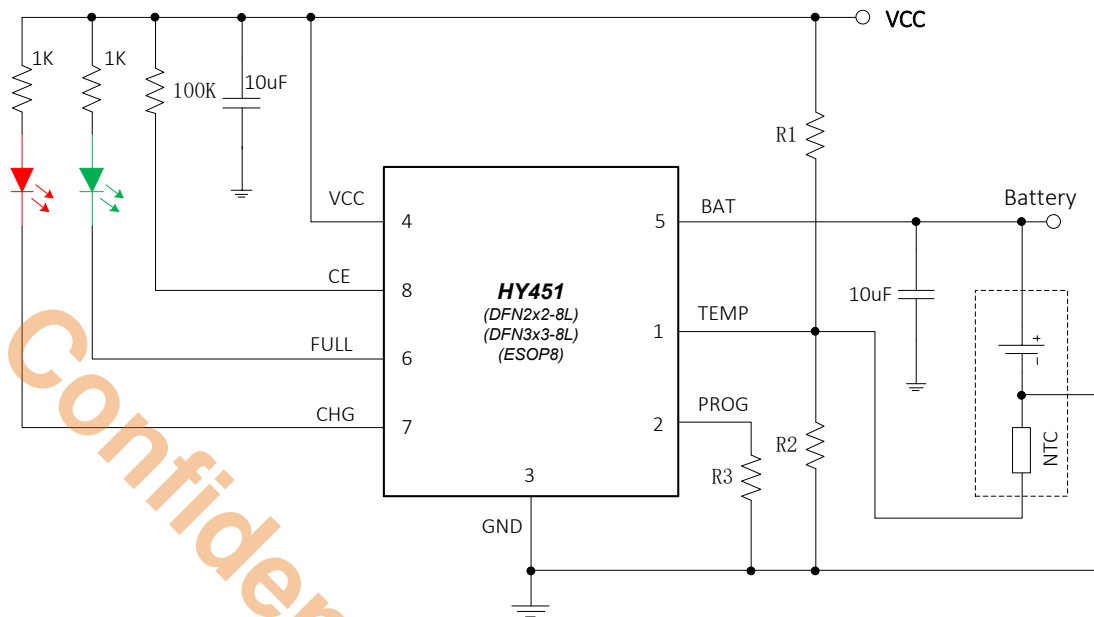 VCC
1K
1K
100K
10uF
R1
VCC
4
CE
8
FULL
6
CHG
7
HY451
(DFN2x2-8L)
(DFN3x3-8L)
(ESOP8)
5
BAT
1
TEMP
2
PROG
3
GND
R3
R2
10uF
Battery
+
−
NTC
Confiden